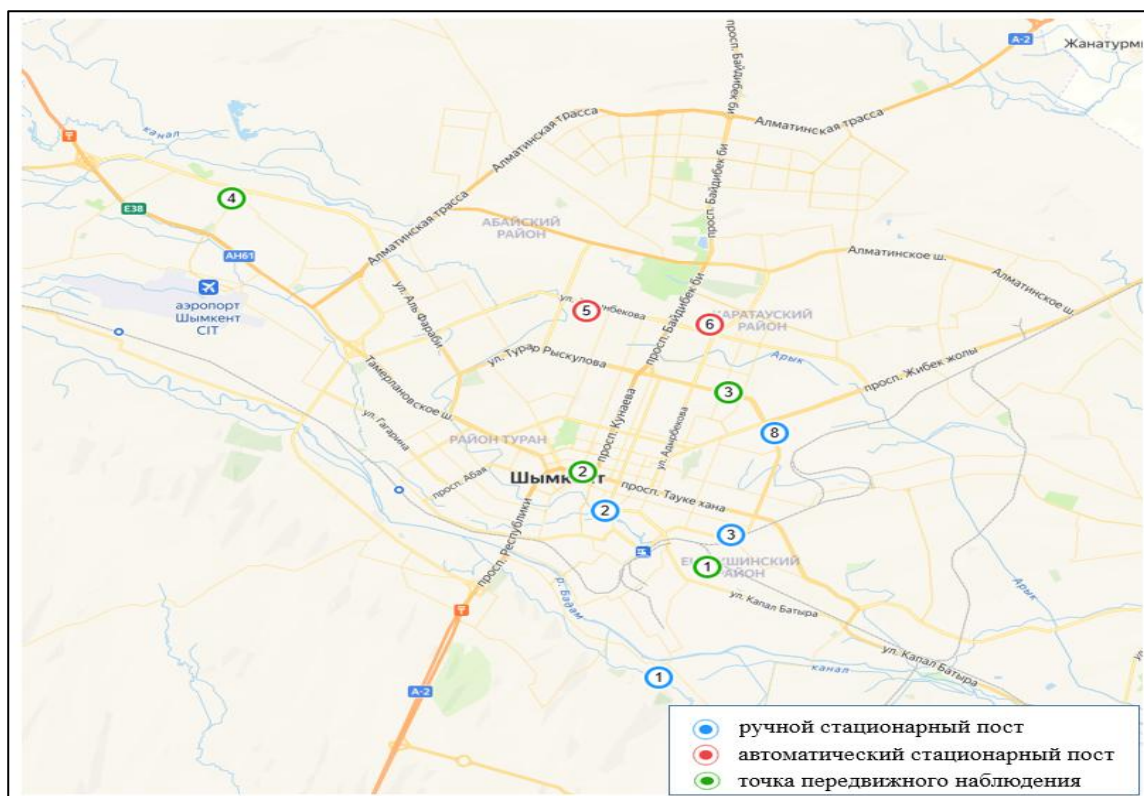 просп. Байдибек би
А-2
Жанатурмы
канал
Алматинская трасса
Алматинская трасса
4
Е38
АБАЙСКИЙ
РАЙОН
просп. Байдибек би
Алматинская трасса
АН61
Алматинское ш.
Алматинское ш.
аэропорт
Шымкент
CIT
ул. Аль Фараби
5
6
КАРАТАУСКИЙ
РАЙОН
просп. Байдибек би
Арык
ул. Турар Рыскулова
просп. Жибек жолы
Тамерлановское ш.
3
ул. Гагарина
просп. Кунаева
8
РАЙОН ТУРАН
ул. Адырбекова
просп. Абая
2
Шымкент
просп. Тауке хана
2
3
просп. Республики
1
РАЙОН
р. Бадам
ул. Капал Батыра
Арык
ул. Капал Батыра
канал
1
А-2
ручной стационарный пост
автоматический стационарный пост
точка передвижного наблюдения